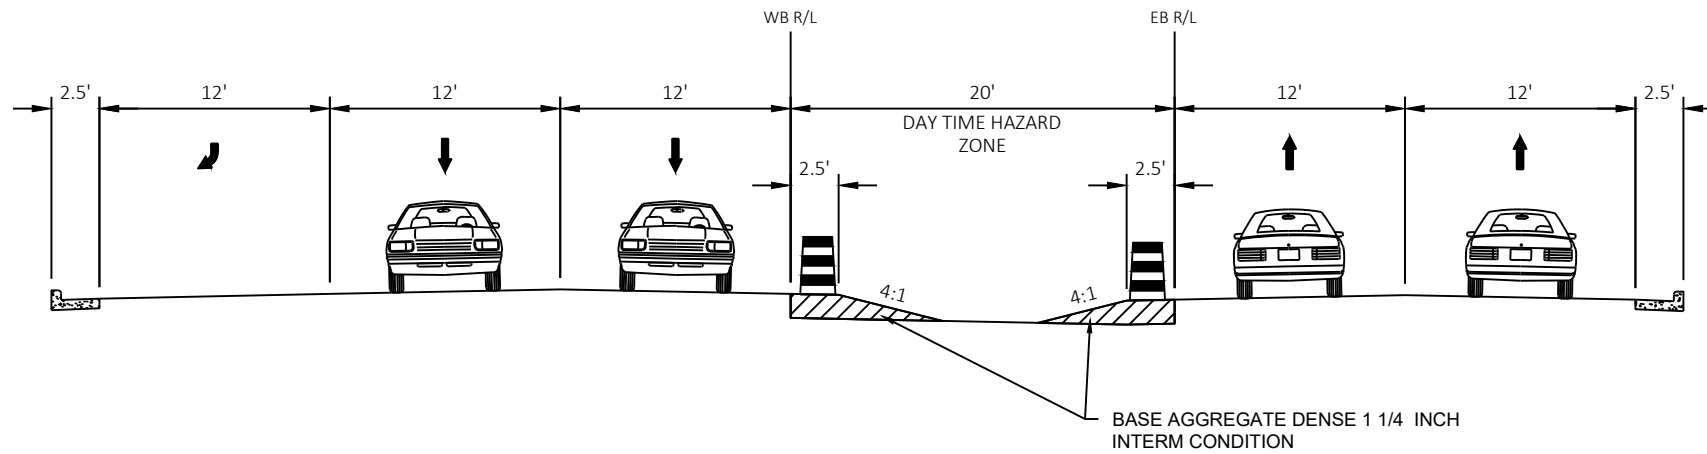 WB R/L
EB R/L
2.5'
12'
12'
12'
20'
12'
12'
2.5'
DAY TIME HAZARD
ZONE
2.5'
2.5'
4:1
4:1
BASE AGGREGATE DENSE 1 1/4 INCH
INTERM CONDITION